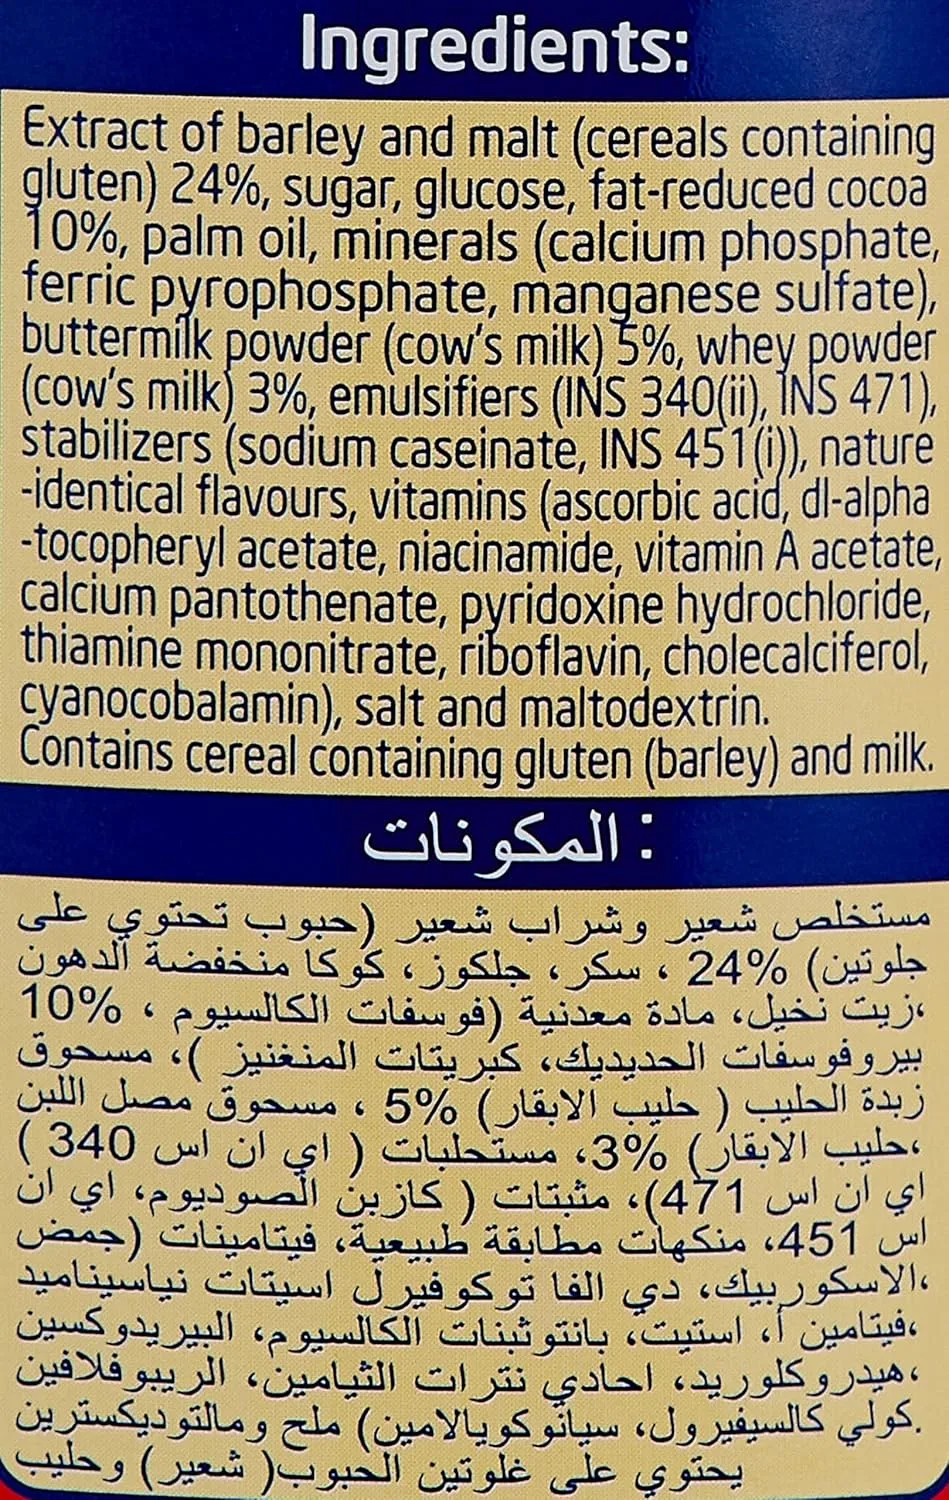 Ingredients:
Extract of barley and malt (cereals containing
gluten) 24%, sugar, glucose, fat-reduced cocoa
10%, palm oil, minerals (calcium phosphate,
ferric pyrophosphate, manganese sulfate),
buttermilk powder (cow's milk) 5%, whey powder
(cow's milk) 3%, emulsifiers (INS 340(ii), INS 471),
stabilizers (sodium caseinate, INS 451(i)), nature
-identical flavours, vitamins (ascorbic acid, dl-alpha
-tocopheryl acetate, niacinamide, vitamin A acetate,
calcium pantothenate, pyridoxine hydrochloride,
thiamine mononitrate, riboflavin, cholecalciferol,
cyanocobalamin), salt and maltodextrin.
Contains cereal containing gluten (barley) and milk.
المكونات :
مستخلص شعير وشراب شعير (حبوب تحتوي على
جلوتين) 24% ، سكر، جلكوز، كوكا منخفضة الدهون
،زيت نخيل، مادة معدنية (فوسفات الكالسيوم ، 10%
بيروفوسفات الحديديك، كبريتات المنغنيز )، مسحوق
زبدة الحليب ( حليب الابقار) 5% ، مسحوق مصل اللبن
،حليب الابقار) 3%، مستحلبات ( اي ان اس 340 )
اي ان اس 471)، مثبتات ( كازين الصوديوم، اي ان
اس 451، منكهات مطابقة طبيعية، فيتامينات (جمض
،الاسكوربيك، دي الفا توكوفيرل اسيتات نياسيناميد
،فيتامين أ، استيت، بانتوثبنات الكالسيوم، البيريدوكسين
،هيدروكلوريد، احادي نترات الثيامين، الريبوفلافين
.كولي كالسيفيرول، سيانوكوبالامين) ملح ومالتوديكسترين
يحتوي على غلوتين الحبوب( شعير) وحليب